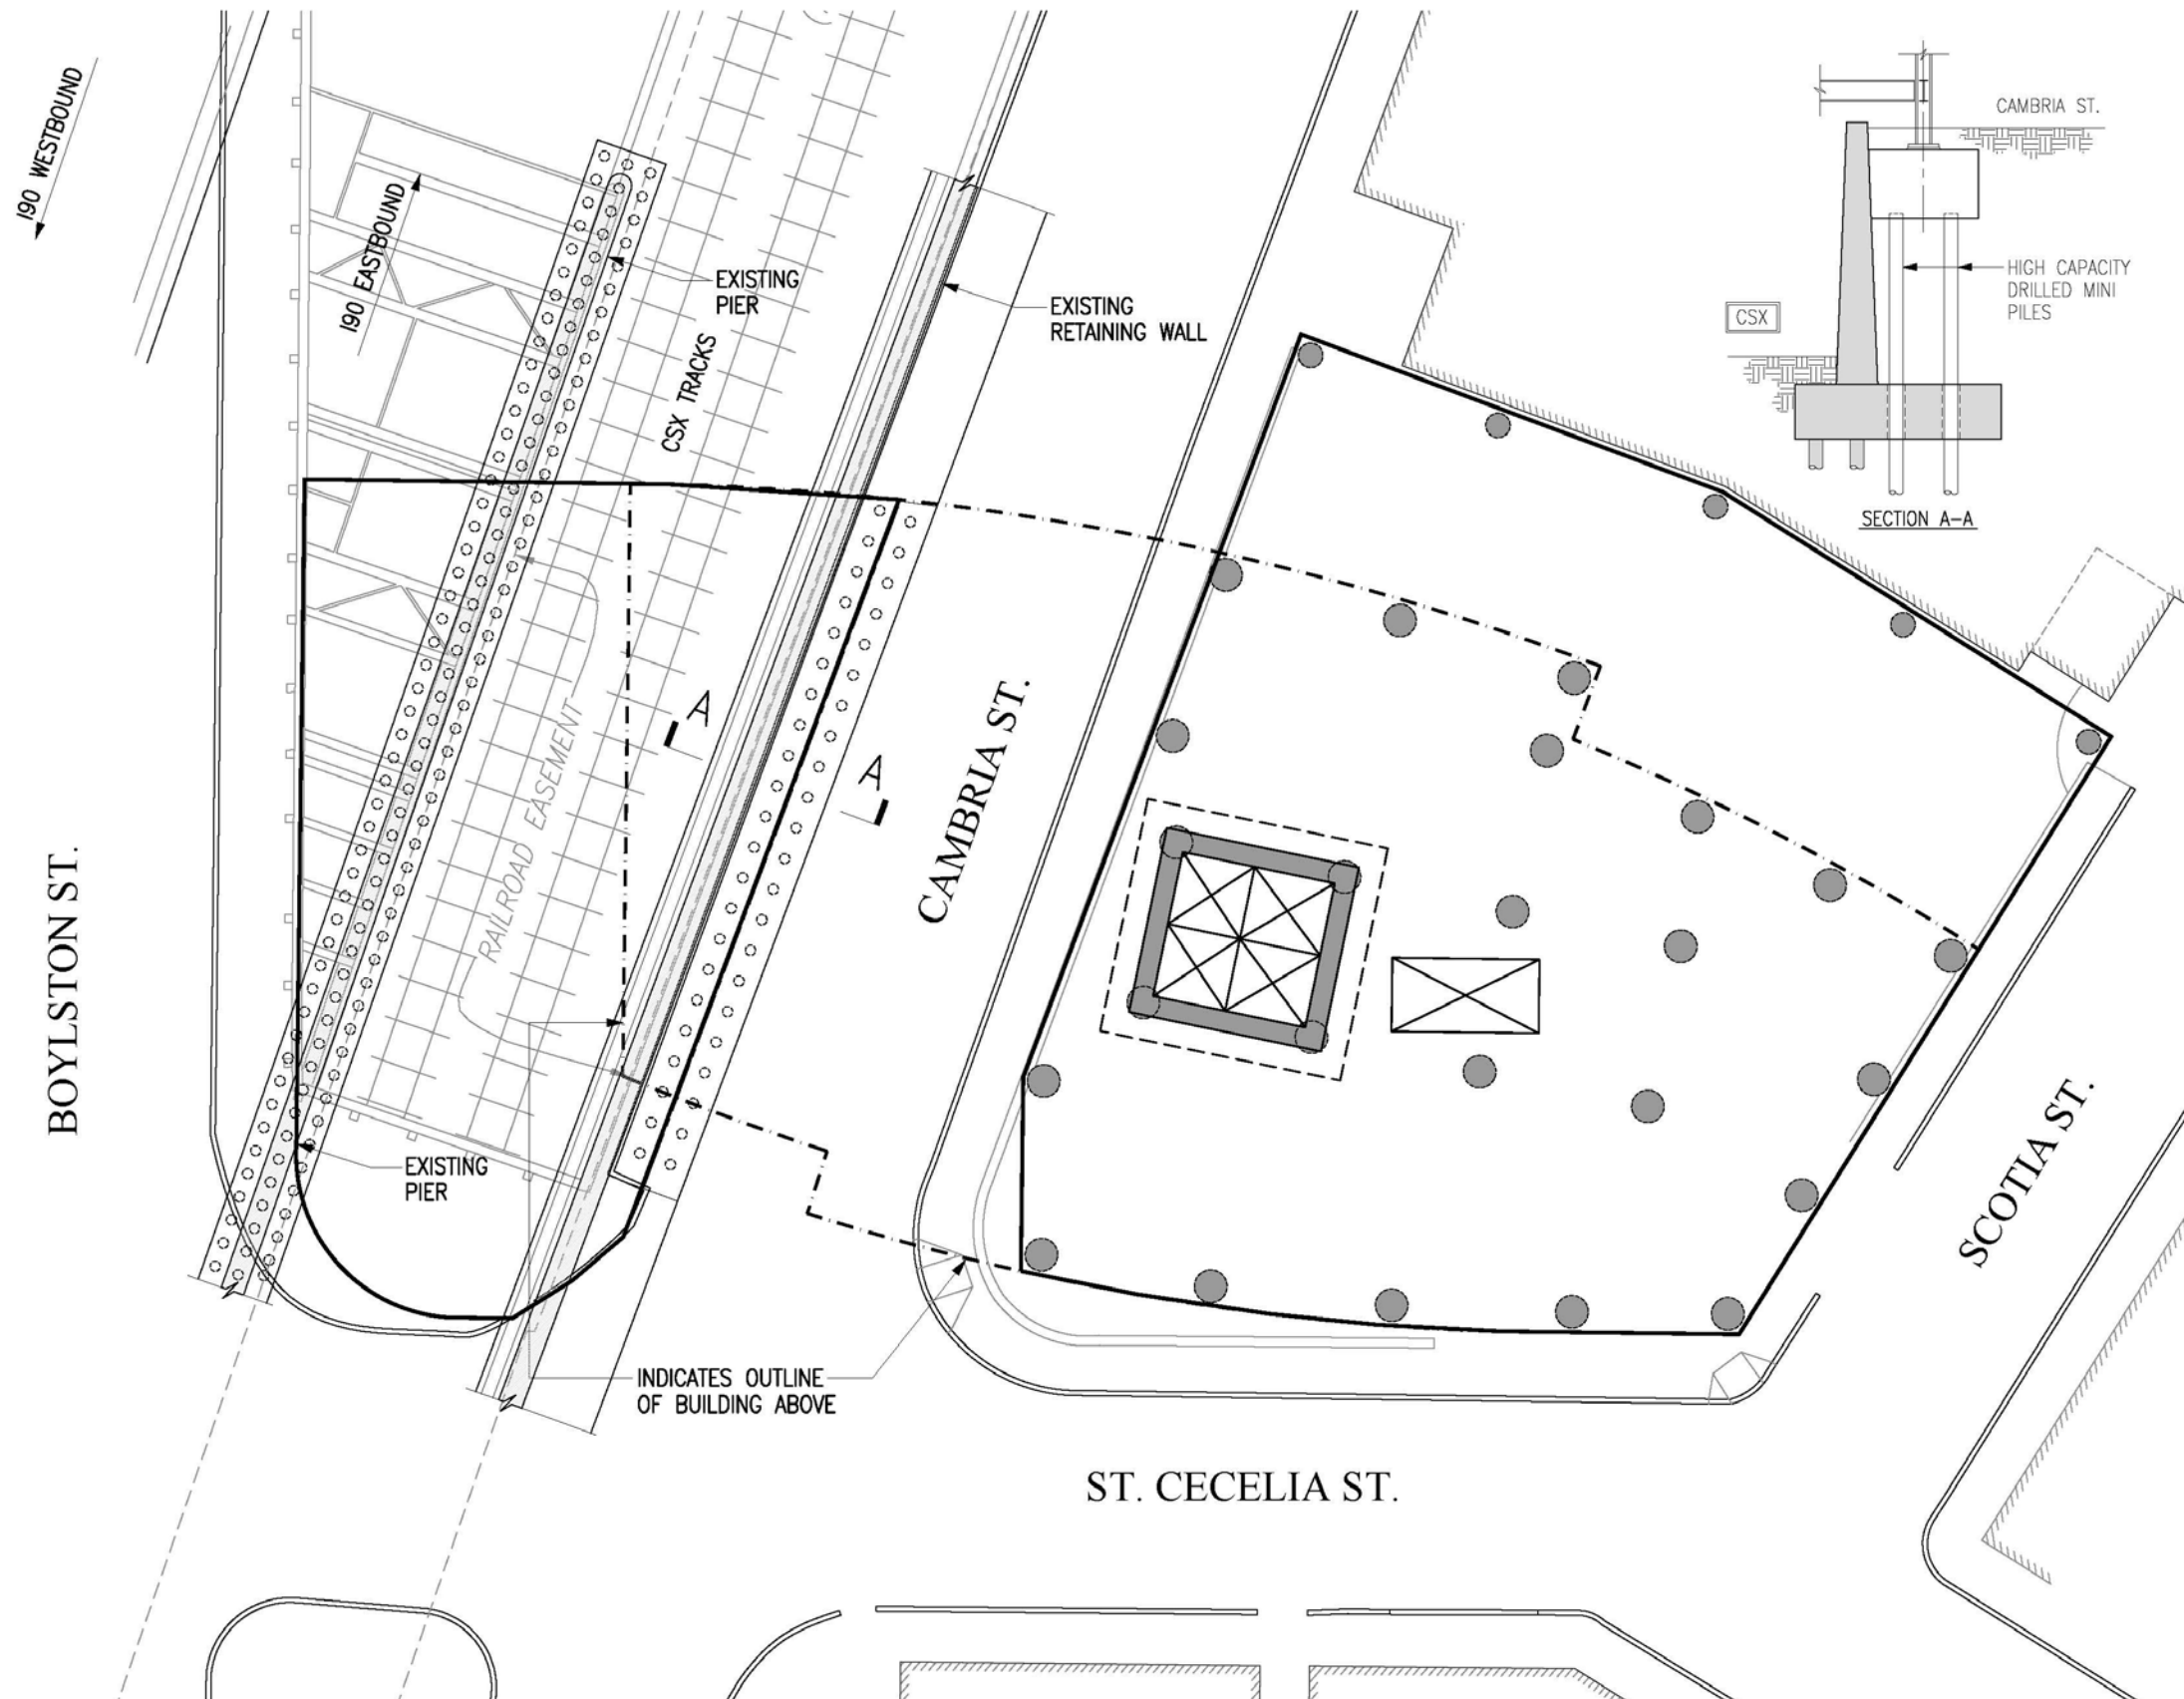 I90 WESTBOUND
I90 EASTBOUND
EXISTING
PIER
CSX TRACKS
EXISTING
RETAINING WALL
CAMBRIA ST.
HIGH CAPACITY
DRILLED MINI
PILES
CSX
SECTION A-A
A
A
RAILROAD EASEMENT
CAMBRIA ST.
BOYLSTON ST.
EXISTING
PIER
SCOTIA ST.
INDICATES OUTLINE
OF BUILDING ABOVE
ST. CECELIA ST.